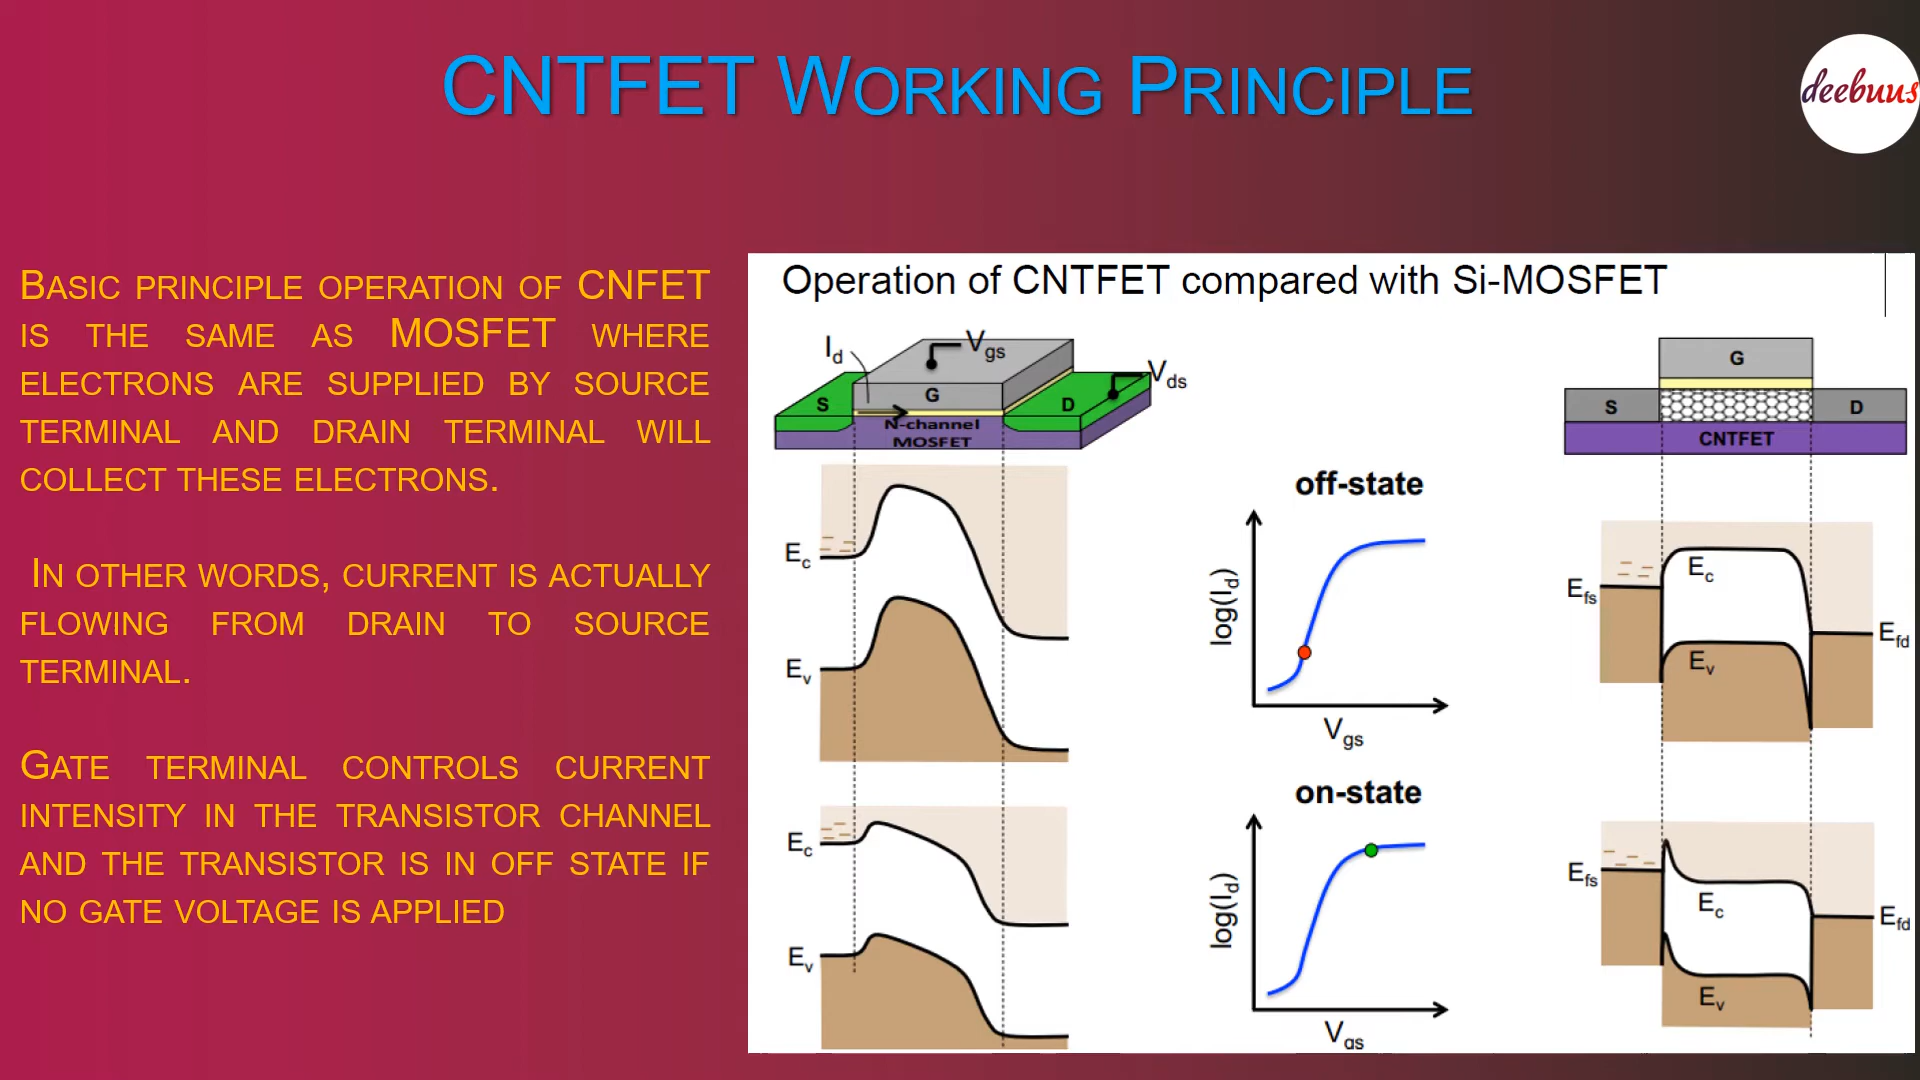 CNTFET Working Principle
deebuus
Basic principle operation of CNFET
is the same as MOSFET where
electrons are supplied by source
terminal and drain terminal will
collect these electrons.
In other words, current is actually
flowing from drain to source
terminal.
Gate terminal controls current
intensity in the transistor channel
and the transistor is in off state if
no gate voltage is applied
Operation of CNTFET compared with Si-MOSFET
Id
Vgs
Vds
S
G
D
N-channel
MOSFET
G
S
D
CNTFET
off-state
Ec
Ev
log(Id)
Vgs
Efs
Ec
Ev
Efd
on-state
Ec
Ev
log(Id)
Vgs
Efs
Ec
Ev
Efd